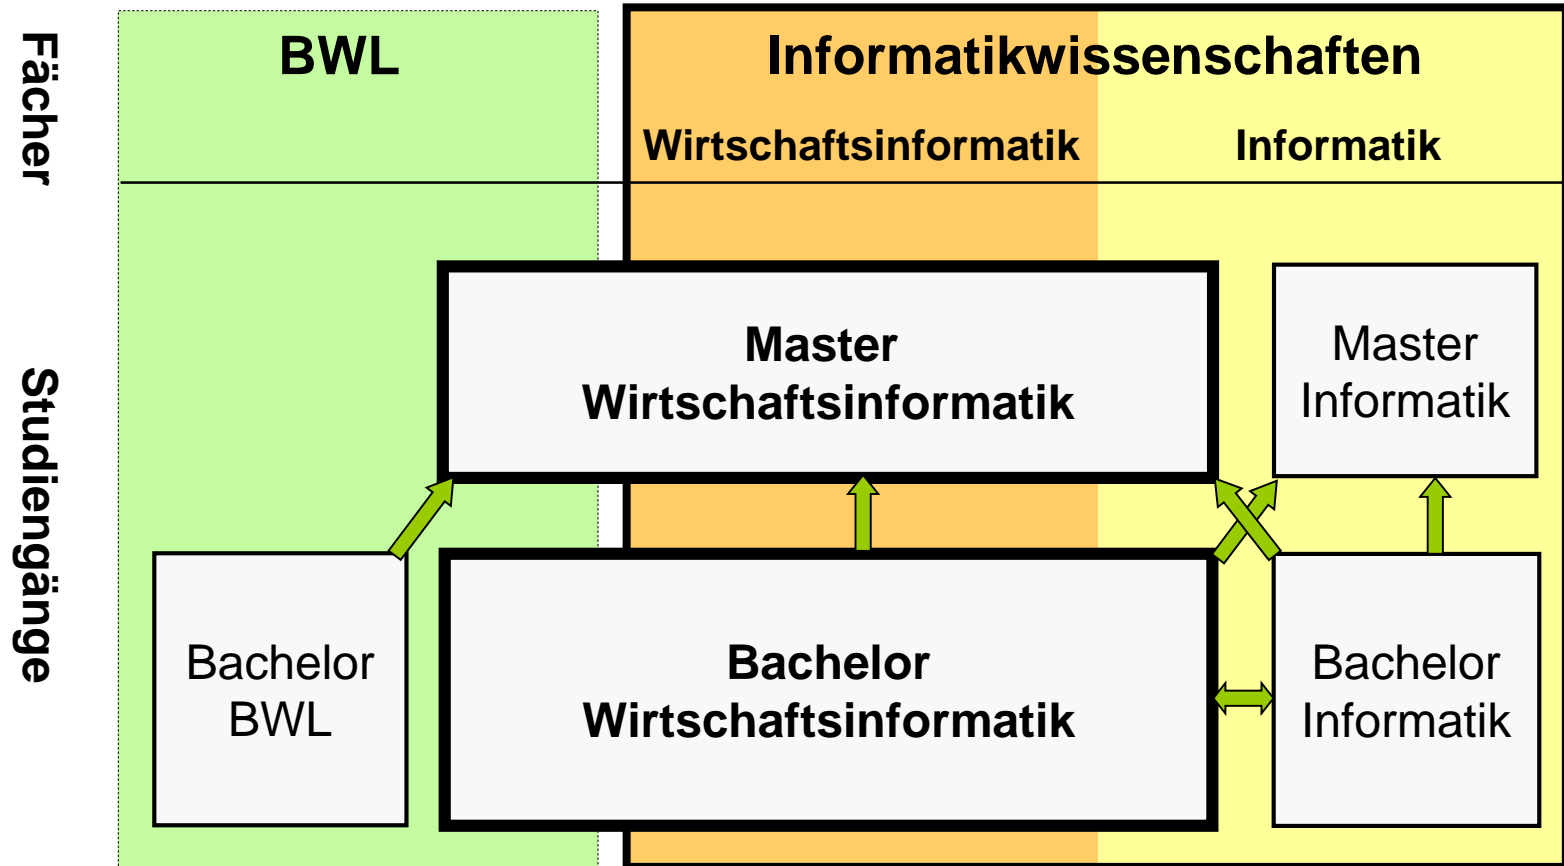 Fächer
BWL
Informatikwissenschaften
Wirtschaftsinformatik
Informatik
Studiengänge
Master
Wirtschaftsinformatik
Master
Informatik
Bachelor
BWL
Bachelor
Wirtschaftsinformatik
Bachelor
Informatik